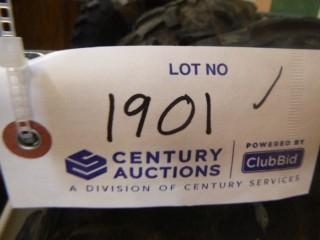 LOT NO
1901
CENTURY AUCTIONS
POWERED BY
ClubBid
A DIVISION OF CENTURY SERVICES